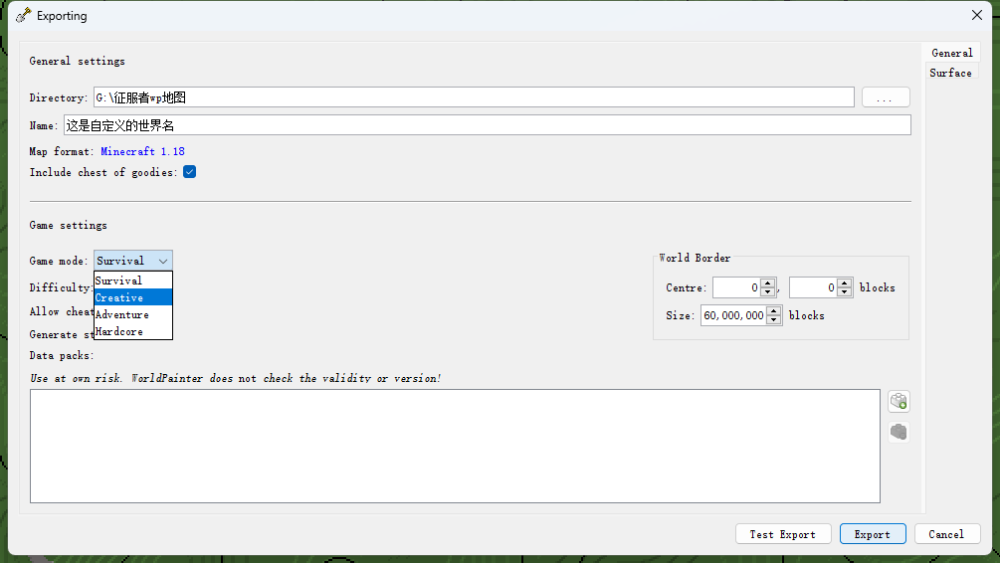 Exporting
General
Surface
General settings
Directory: G:\征服者wp地图 ...
Name: 这是自定义的世界名
Map format: Minecraft 1.18
Include chest of goodies:
Game settings
Game mode: Survival
Survival
Creative
Adventure
Hardcore
Difficulty:
Allow cheat
Generate st
World Border
Centre: 0, 0 blocks
Size: 60,000,000 blocks
Data packs:
Use at own risk. WorldPainter does not check the validity or version!
Test Export Export Cancel